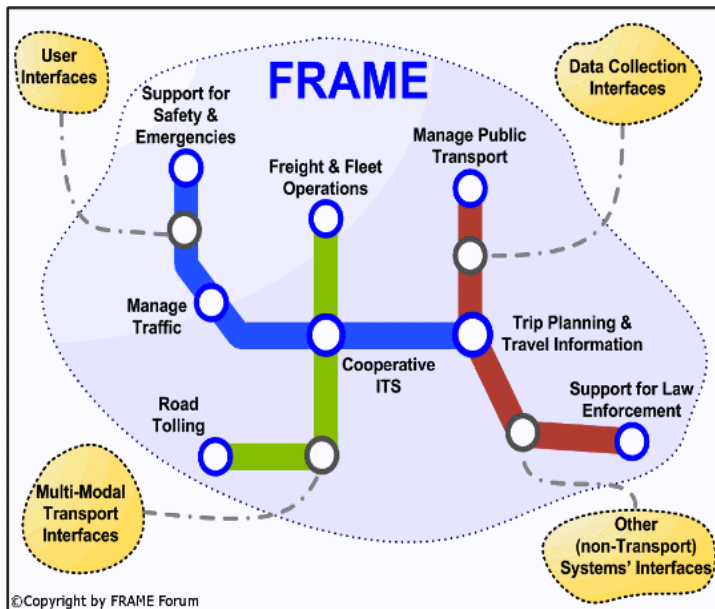 FRAME
User
Interfaces
Data Collection
Interfaces
Support for
Safety &
Emergencies
Manage Public
Transport
Freight & Fleet
Operations
Manage
Traffic
Trip Planning &
Travel Information
Cooperative
ITS
Support for Law
Enforcement
Road
Tolling
Multi-Modal
Transport
Interfaces
Other
(non-Transport)
Systems' Interfaces
©Copyright by FRAME Forum